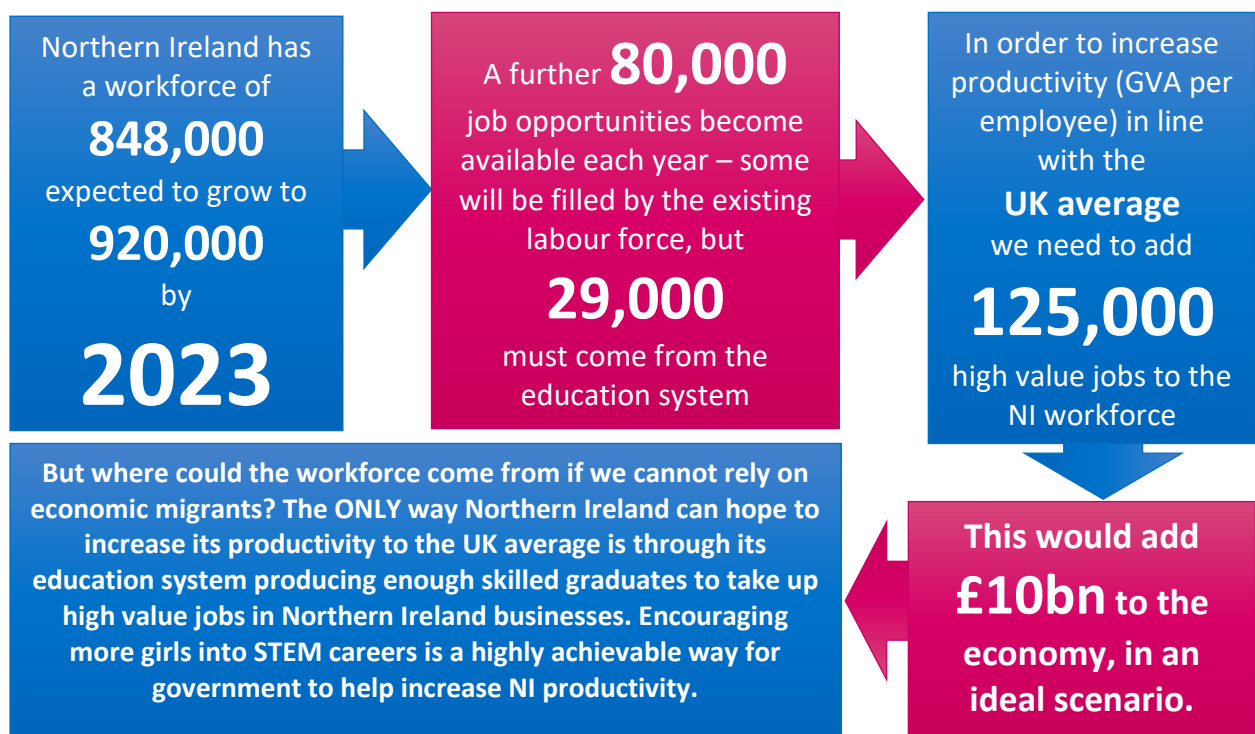 Northern Ireland has
a workforce of
848,000
expected to grow to
920,000
by
2023
A further 80,000
job opportunities become
available each year – some
will be filled by the existing
labour force, but
29,000
must come from the
education system
In order to increase
productivity (GVA per
employee) in line
with the
UK average
we need to add
125,000
high value jobs to the
NI workforce
This would add
£10bn to the
economy, in an
ideal scenario.
But where could the workforce come from if we cannot rely on
economic migrants? The ONLY way Northern Ireland can hope to
increase its productivity to the UK average is through its
education system producing enough skilled graduates to take up
high value jobs in Northern Ireland businesses. Encouraging
more girls into STEM careers is a highly achievable way for
government to help increase NI productivity.